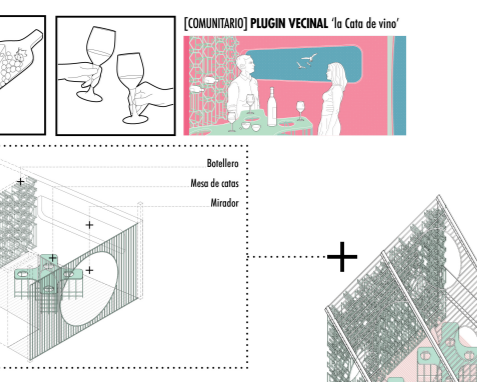 [COMUNITARIO] PLUGIN VECINAL ‘la Cata de vino’
Botellero
Mesa de catas
Mirador